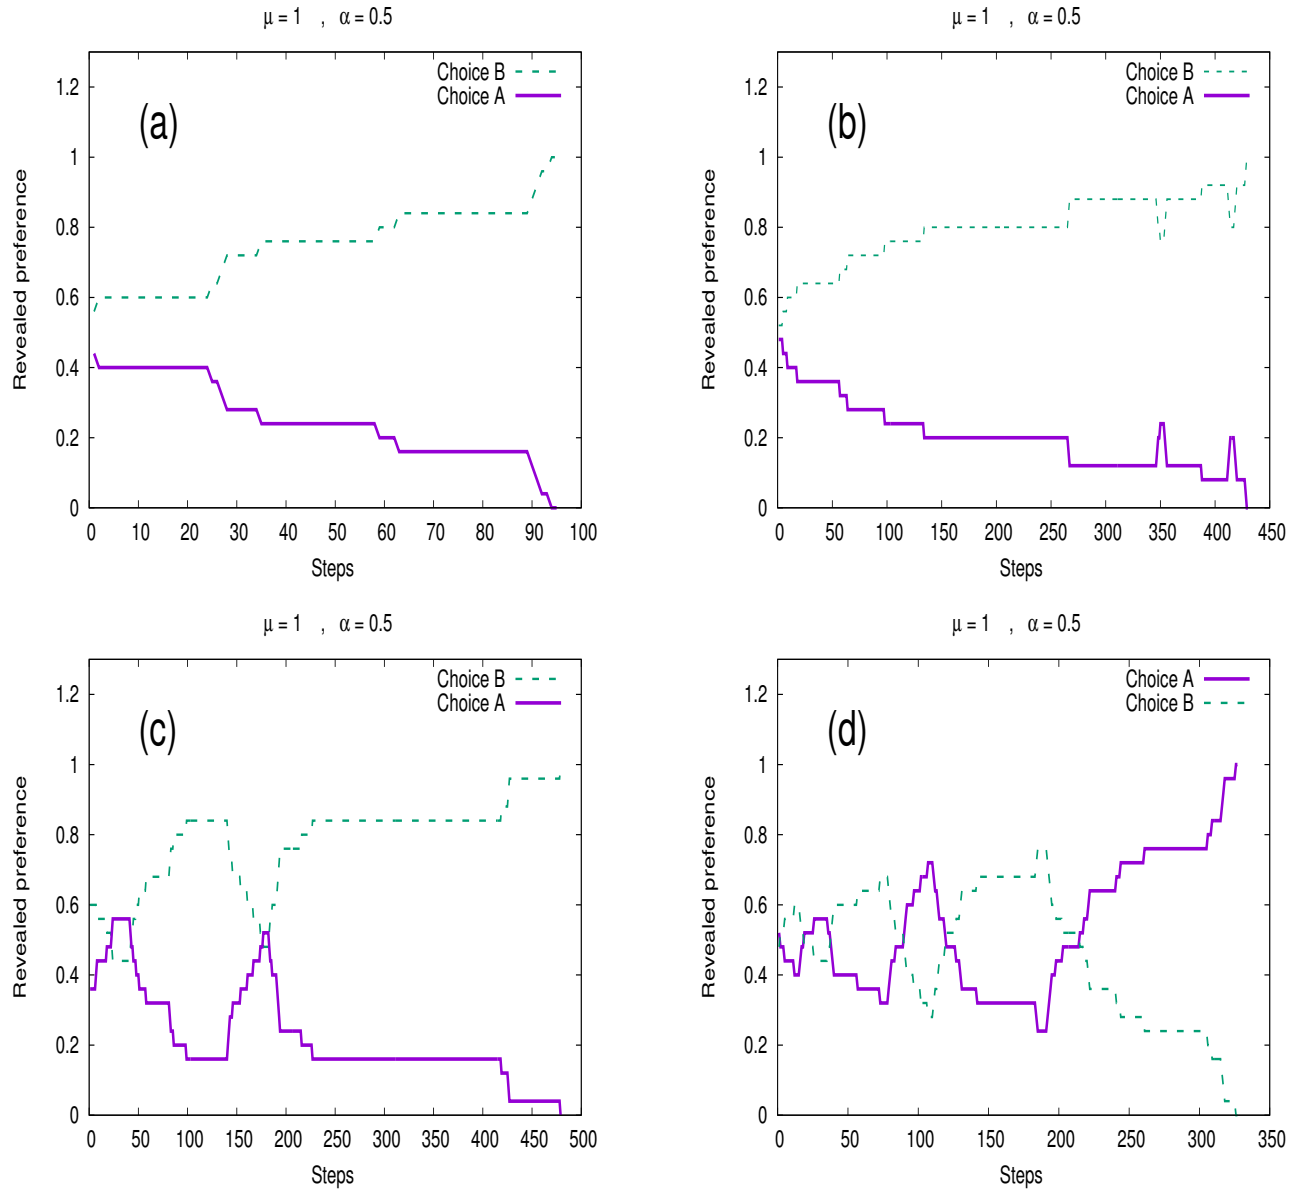 μ = 1 , α = 0.5
Choice B
Choice A
(a)
Revealed preference
1.2
1
0.8
0.6
0.4
0.2
0
0 10 20 30 40 50 60 70 80 90 100
Steps
μ = 1 , α = 0.5
Choice B
Choice A
(b)
Revealed preference
1.2
1
0.8
0.6
0.4
0.2
0
0 50 100 150 200 250 300 350 400 450
Steps
μ = 1 , α = 0.5
Choice B
Choice A
(c)
Revealed preference
1.2
1
0.8
0.6
0.4
0.2
0
0 50 100 150 200 250 300 350 400 450 500
Steps
μ = 1 , α = 0.5
Choice A
Choice B
(d)
Revealed preference
1.2
1
0.8
0.6
0.4
0.2
0
0 50 100 150 200 250 300 350
Steps